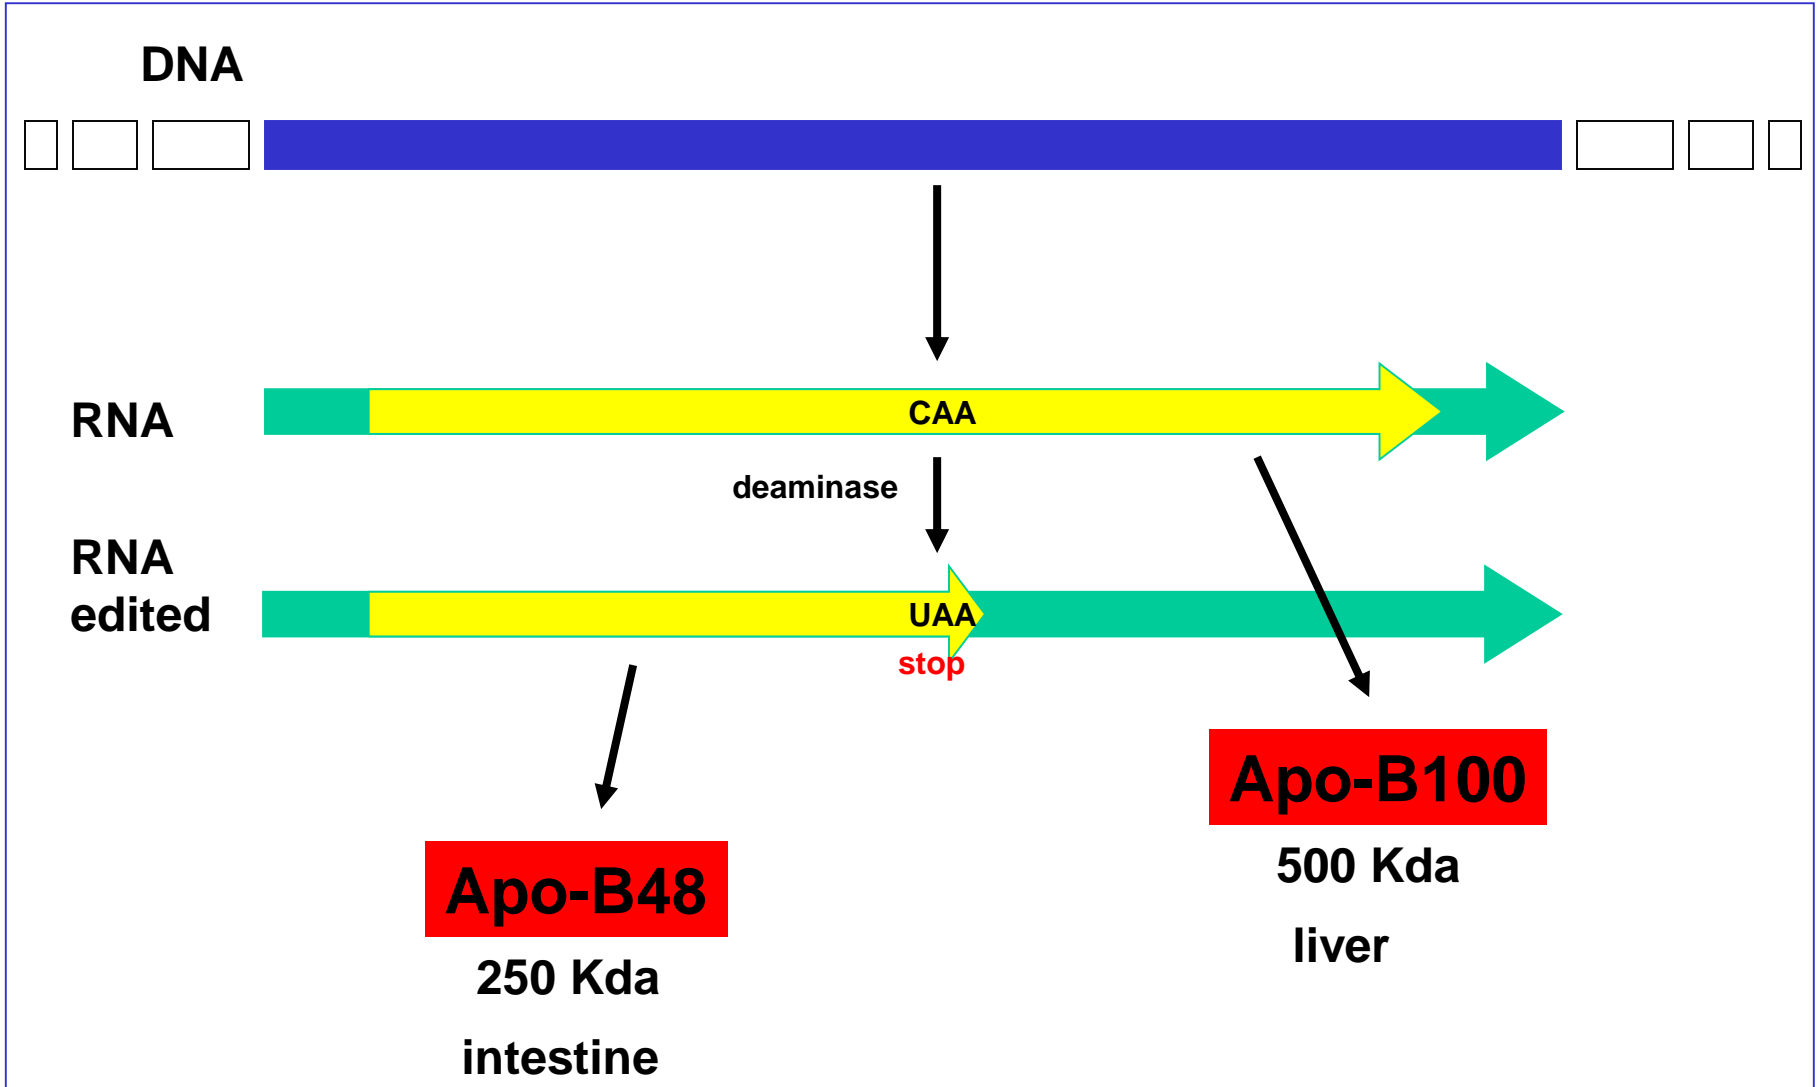 DNA
RNA
CAA
deaminase
RNA
edited
UAA
stop
Apo-B100
500 Kda
liver
Apo-B48
250 Kda
intestine